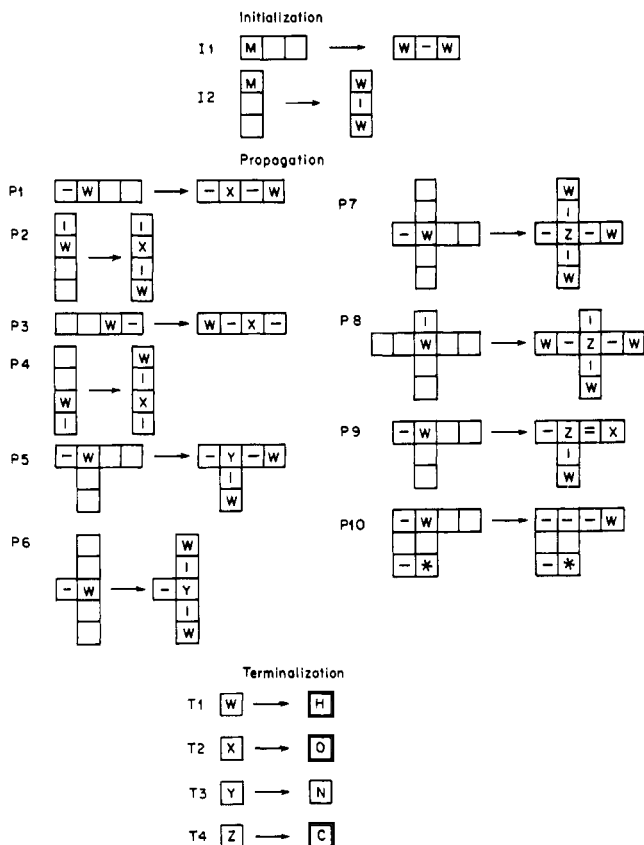 Initialization
I1 M → W – W
I2 M → W I W
Propagation
P1 – W → – X – W
P2 I W → I X I W
P3 W – → W – X –
P4 W I → W I X I
P5 – W → – Y – W I W
P6 – W → W I – Y I W
P7 – W → W I – Z – W I W
P8 I W → I W – Z – W I W
P9 – W → – Z = X I W
P10 – W – * → – – – W – *
Terminalization
T1 W → H
T2 X → O
T3 Y → N
T4 Z → C